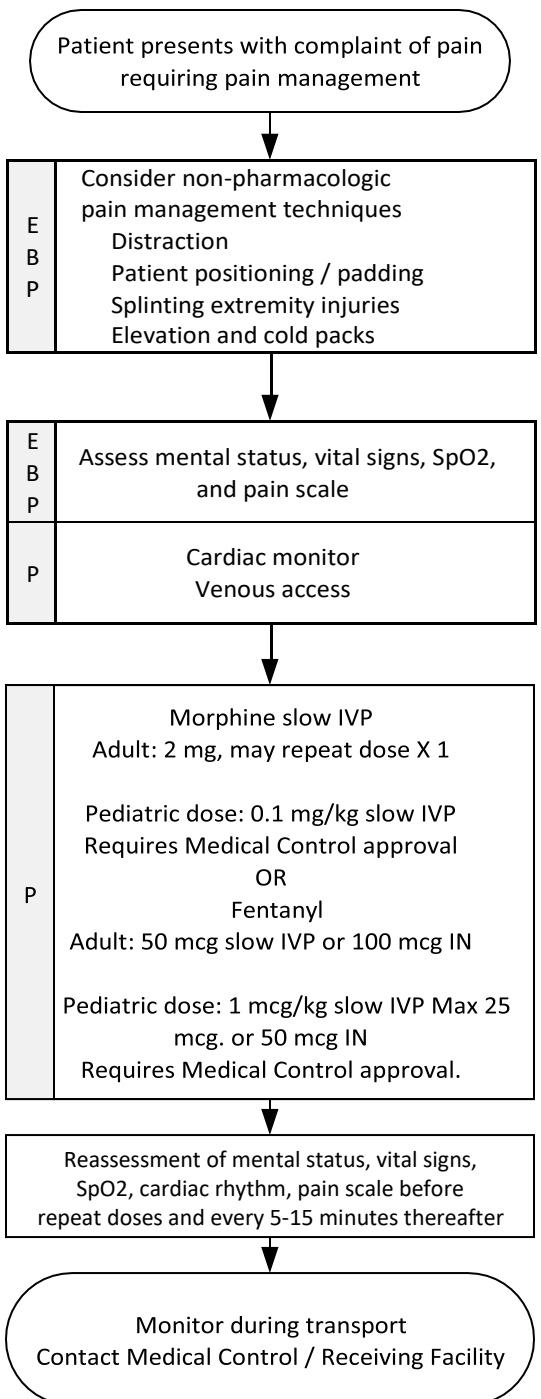 Patient presents with complaint of pain
requiring pain management
E
B
P
Consider non-pharmacologic
pain management techniques
Distraction
Patient positioning / padding
Splinting extremity injuries
Elevation and cold packs
E
B
P
Assess mental status, vital signs, SpO2,
and pain scale
P
Cardiac monitor
Venous access
P
Morphine slow IVP
Adult: 2 mg, may repeat dose X 1
Pediatric dose: 0.1 mg/kg slow IVP
Requires Medical Control approval
OR
Fentanyl
Adult: 50 mcg slow IVP or 100 mcg IN
Pediatric dose: 1 mcg/kg slow IVP Max 25
mcg. or 50 mcg IN
Requires Medical Control approval.
Reassessment of mental status, vital signs,
SpO2, cardiac rhythm, pain scale before
repeat doses and every 5-15 minutes thereafter
Monitor during transport
Contact Medical Control / Receiving Facility